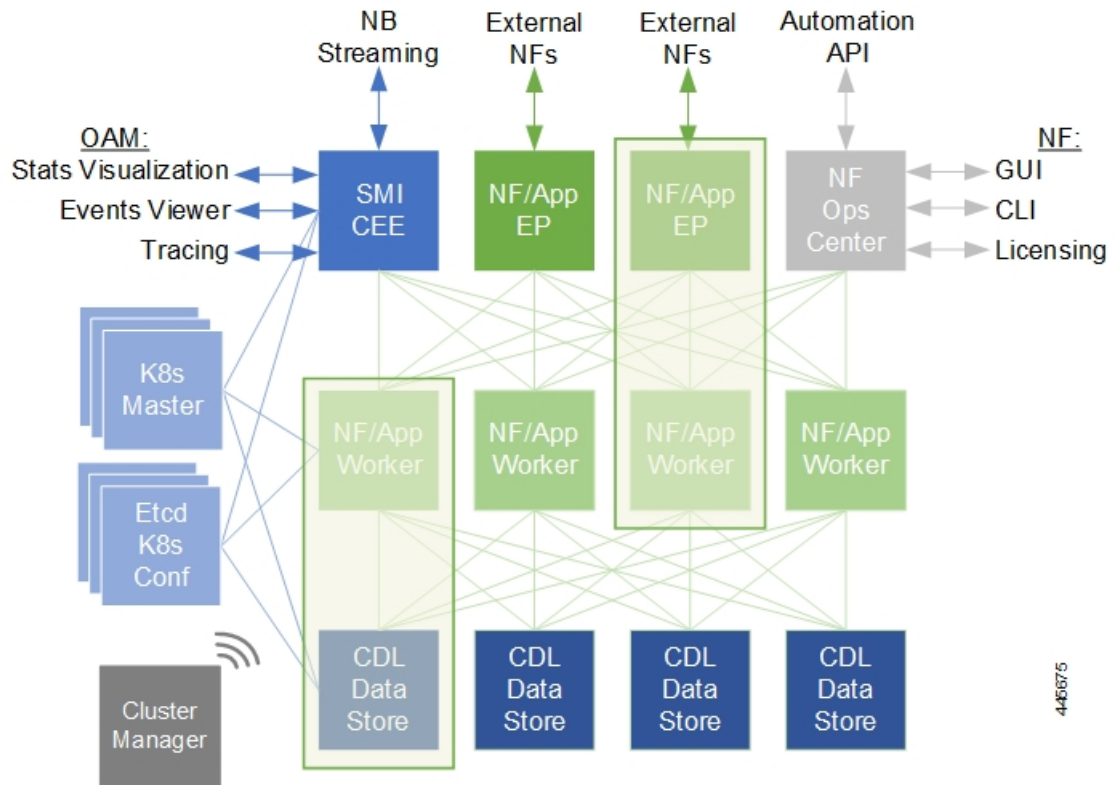 NB
Streaming
External
NFs
External
NFs
Automation
API
OAM:
Stats Visualization
Events Viewer
Tracing
SMI
CEE
NF/App
EP
NF/App
EP
NF
Ops
Center
NF:
GUI
CLI
Licensing
K8s
Master
NF/App
Worker
NF/App
Worker
NF/App
Worker
NF/App
Worker
Etcd
K8s
Conf
Cluster
Manager
CDL
Data
Store
CDL
Data
Store
CDL
Data
Store
CDL
Data
Store
445675